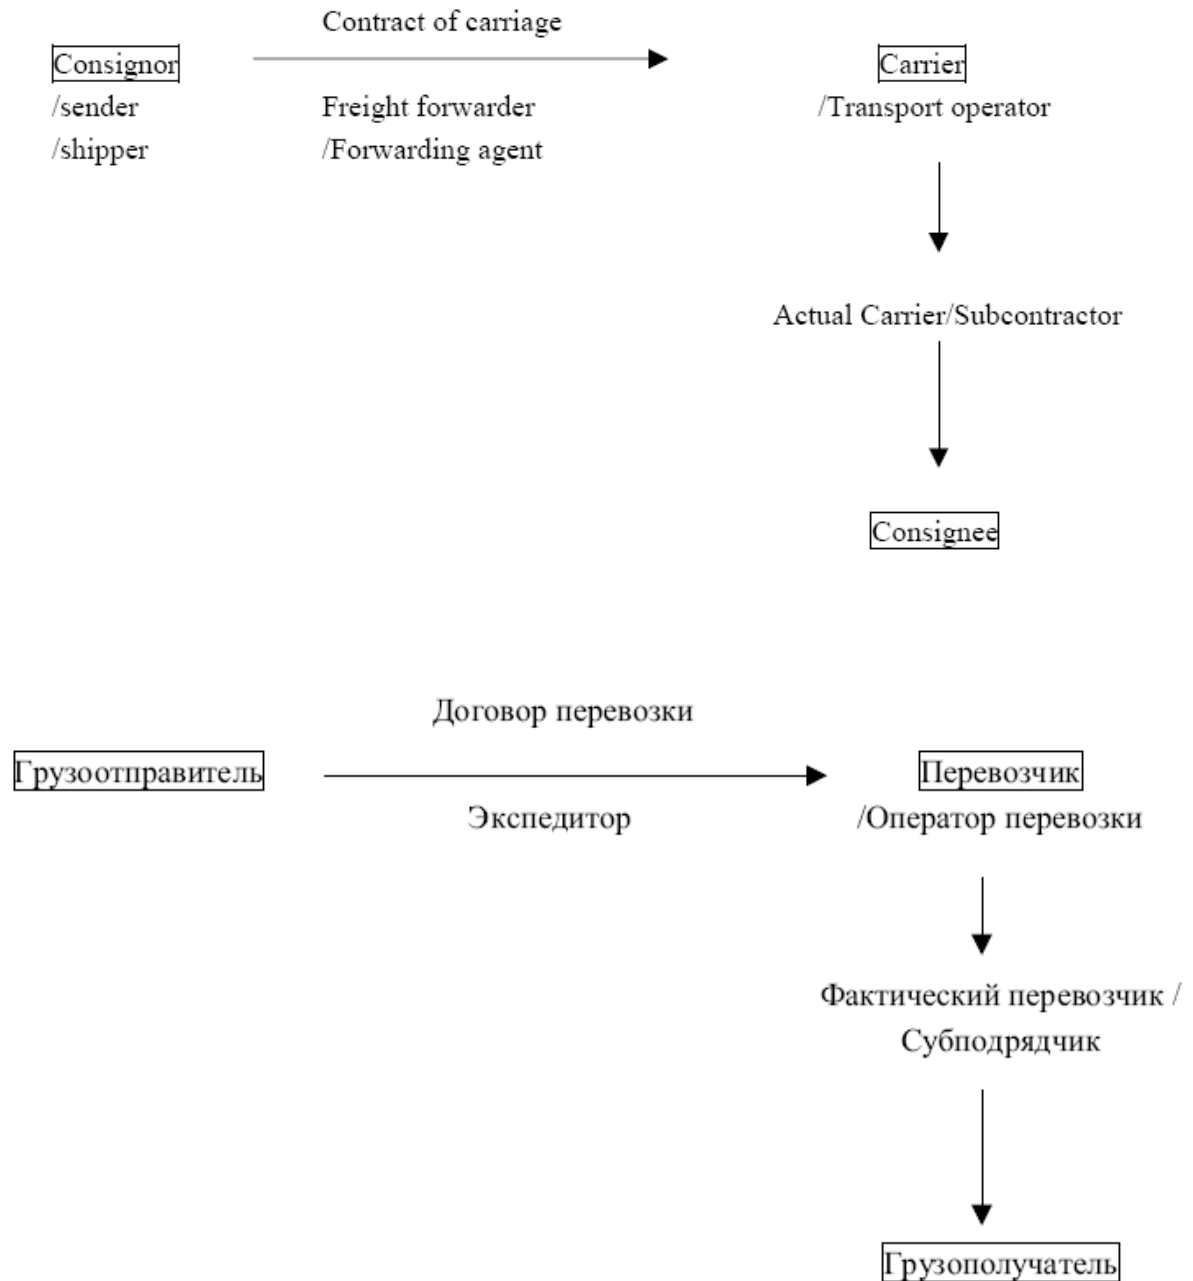 Contract of carriage
Consignor
Carrier
/sender
Freight forwarder
/Transport operator
/shipper
/Forwarding agent
Actual Carrier/Subcontractor
Consignee
Договор перевозки
Грузоотправитель
Перевозчик
Экспедитор
/Оператор перевозки
Фактический перевозчик /
Субподрядчик
Грузополучатель